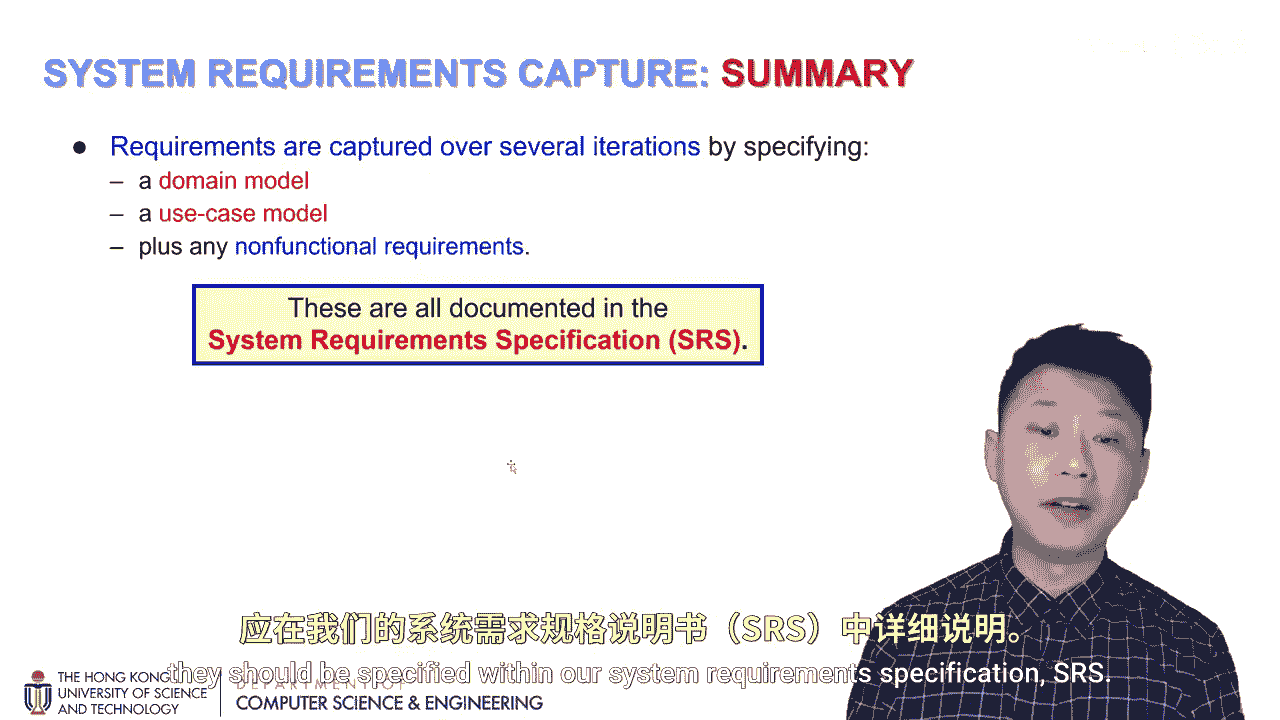 SYSTEM REQUIREMENTS CAPTURE: SUMMARY
● Requirements are captured over several iterations by specifying:
– a domain model
– a use-case model
– plus any nonfunctional requirements.
These are all documented in the
System Requirements Specification (SRS).
应在我们的系统需求规格说明书（SRS）中详细说明。
they should be specified within our system requirements specification, SRS.
THE HONG KONG
UNIVERSITY OF SCIENCE
AND TECHNOLOGY
DEPARTMENT OF
COMPUTER SCIENCE & ENGINEERING